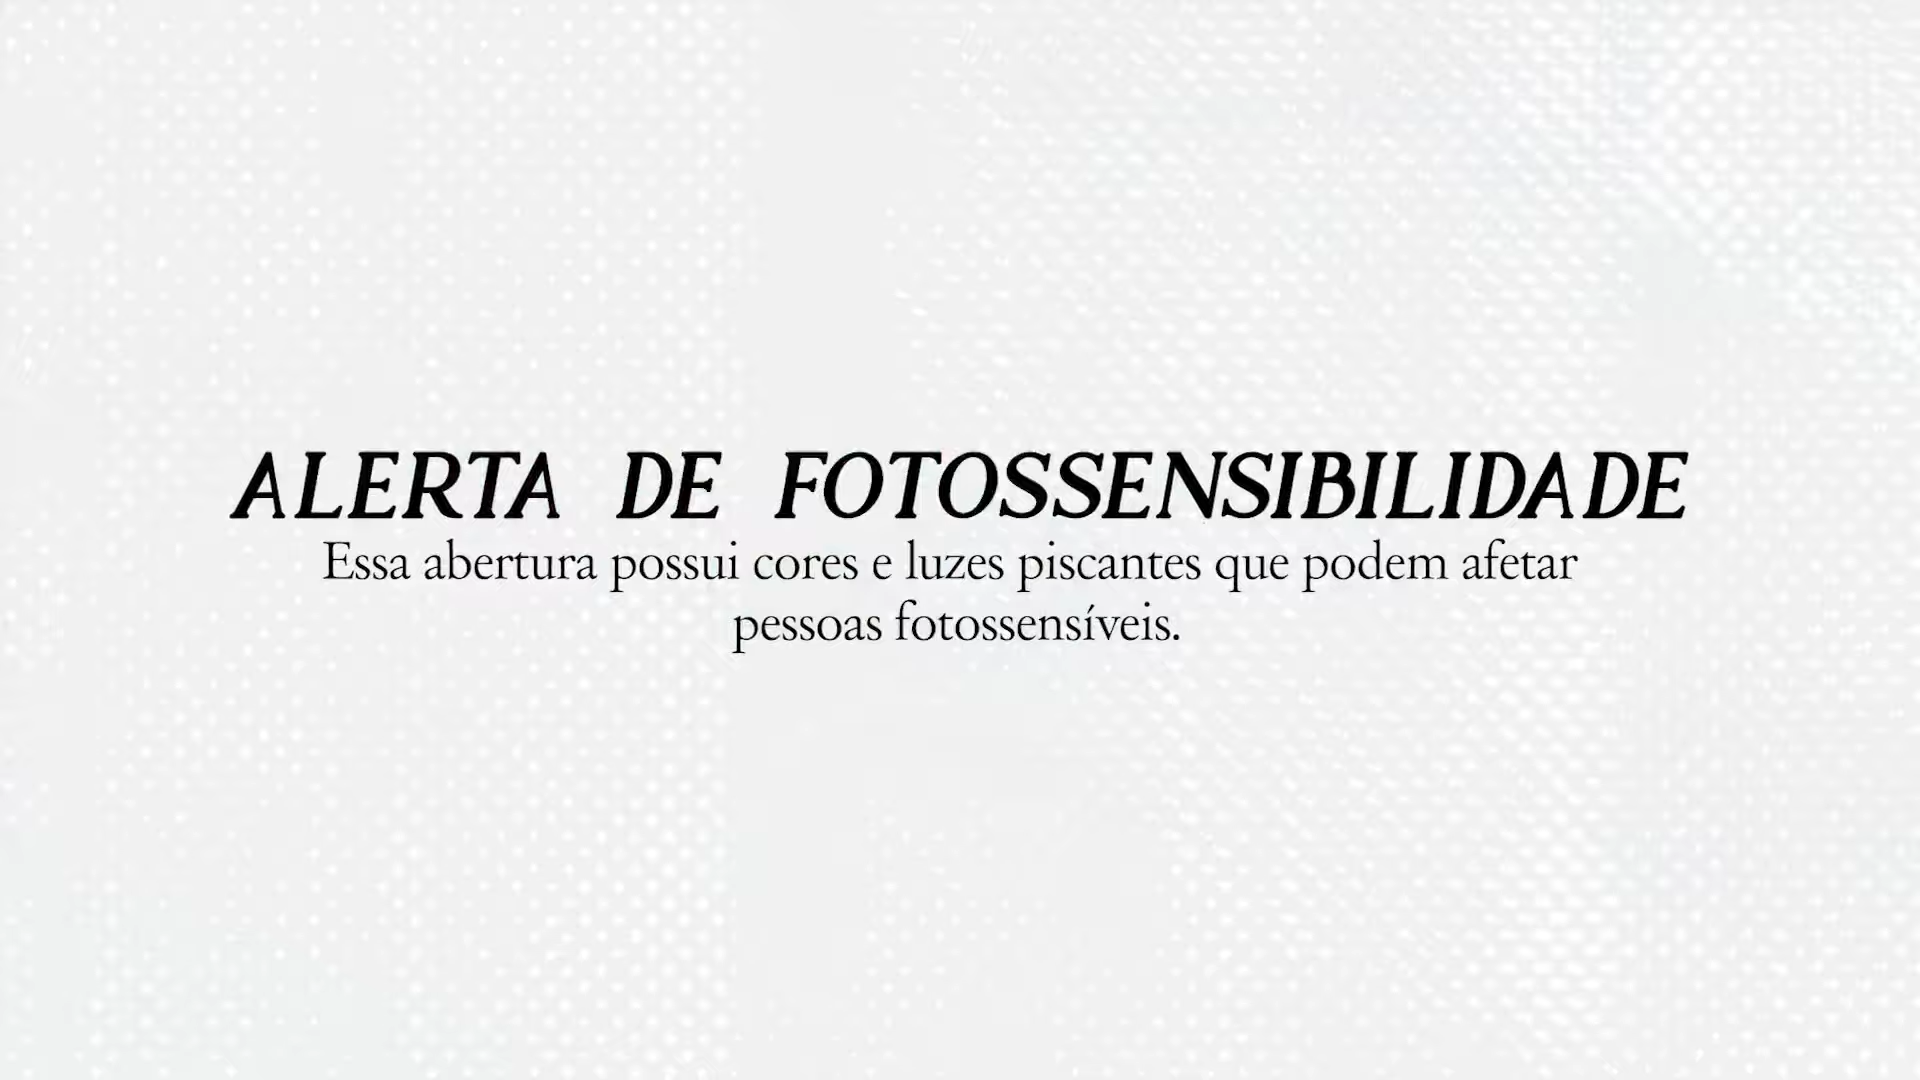 ALERTA DE FOTOSSENSIBILIDADE
Essa abertura possui cores e luzes piscantes que podem afetar
pessoas fotossensíveis.